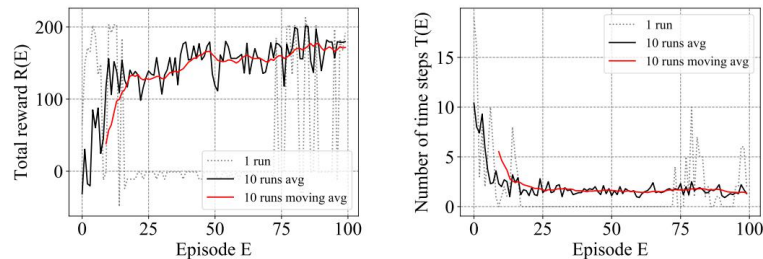 Total reward R(E)
200
100
0
1 run
10 runs avg
10 runs moving avg
0
25
50
75
100
Episode E
Number of time steps T(E)
15
10
5
0
1 run
10 runs avg
10 runs moving avg
0
25
50
75
100
Episode E